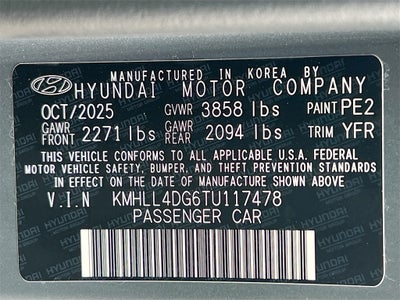 MANUFACTURED IN KOREA BY
HYUNDAI MOTOR COMPANY
OCT/2025 GVWR 3858 lbs PAINT PE2
GAWR FRONT 2271 lbs GAWR REAR 2094 lbs TRIM YFR
THIS VEHICLE CONFORMS TO ALL APPLICABLE U.S.A FEDERAL
MOTOR VEHICLE SAFETY, BUMPER, AND THEFT PREVENTION STANDARDS
IN EFFECT ON THE DATE OF MANUFACTURE SHOWN ABOVE.
V.I.N KMHLL4DG6TU117478
PASSENGER CAR